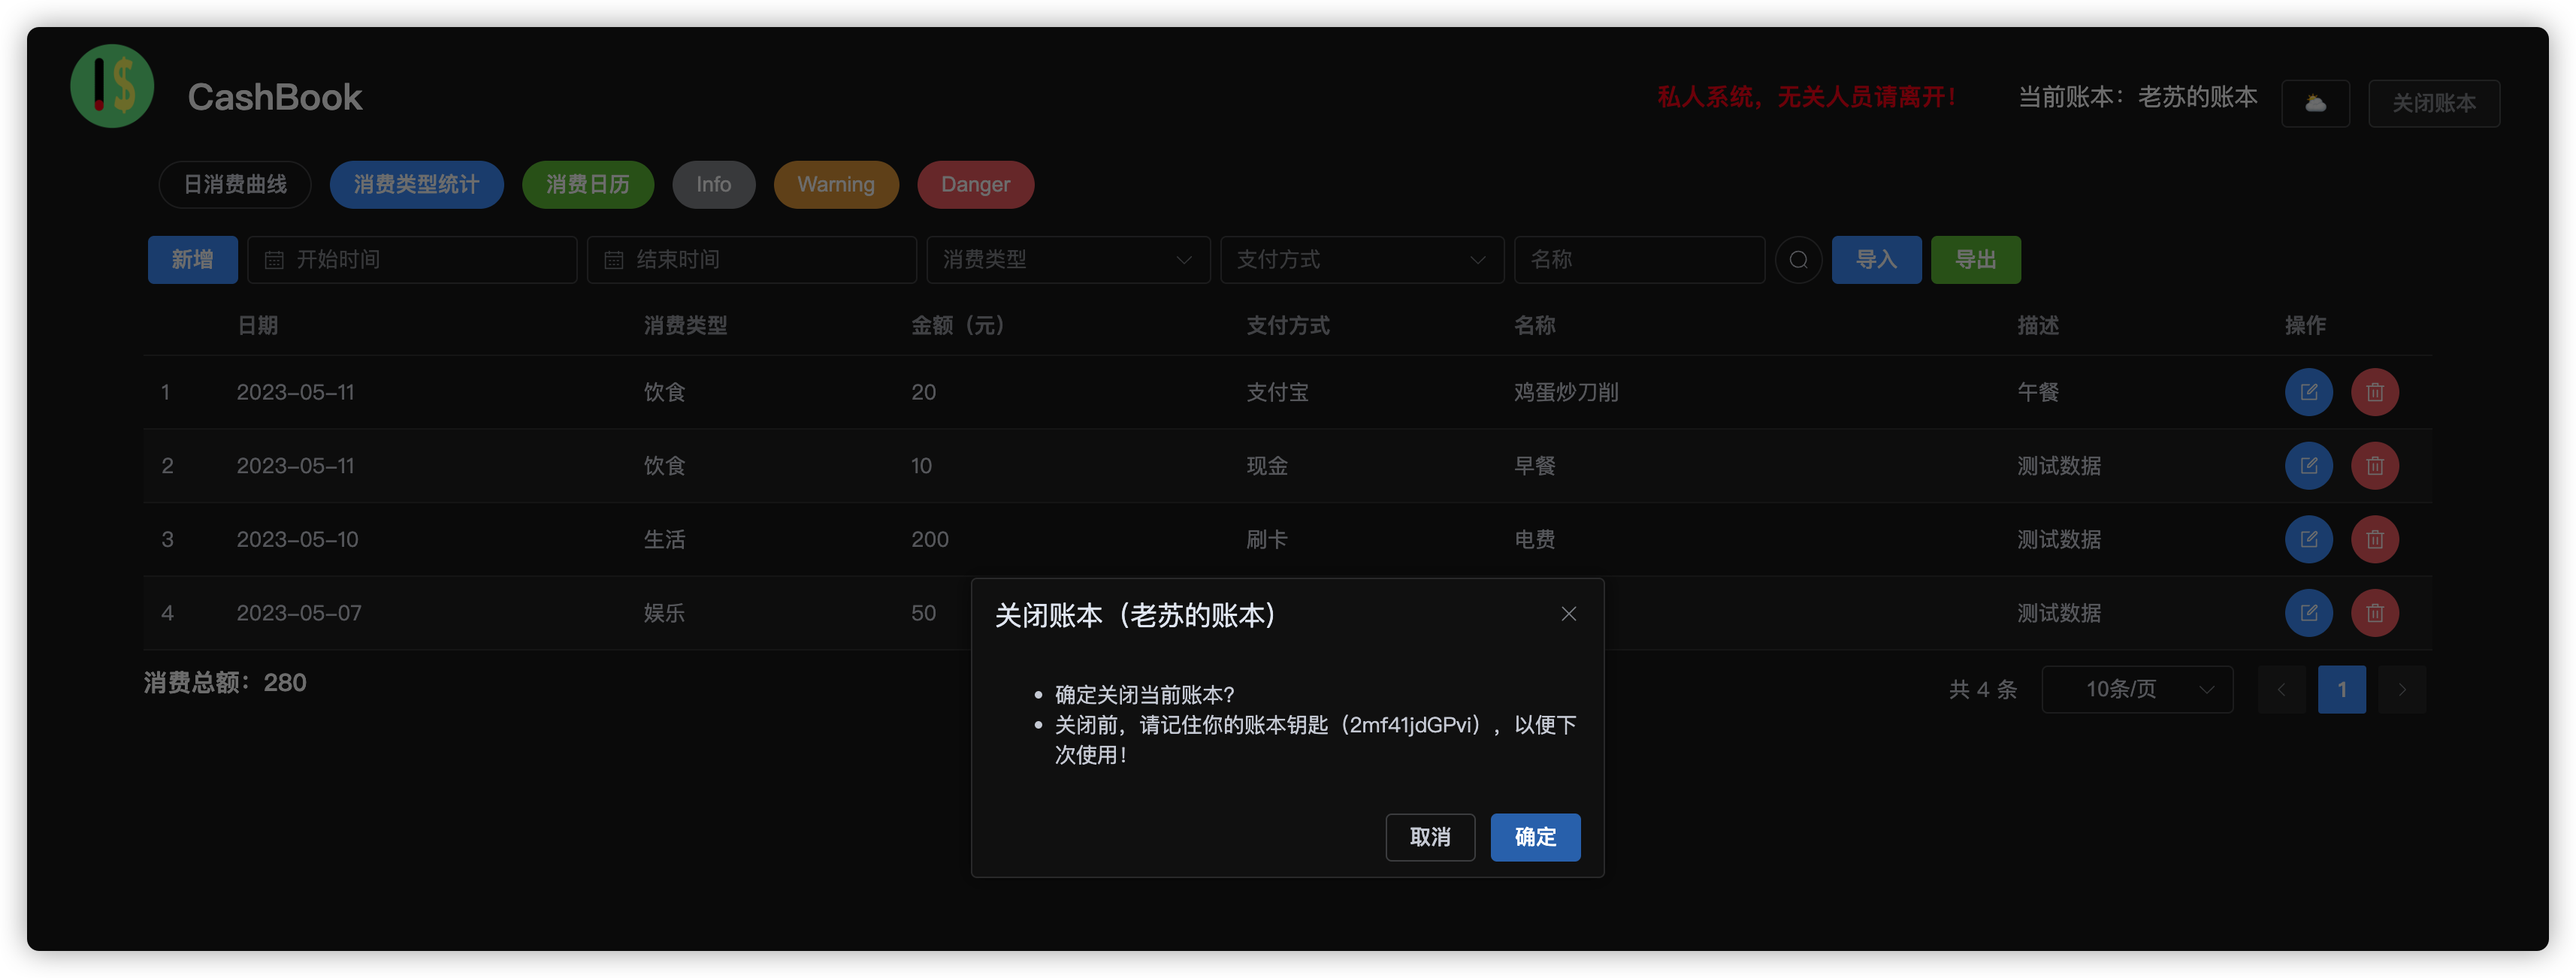 CashBook
私人系统，无关人员请离开！
当前账本：老苏的账本
关闭账本
日消费曲线 消费类型统计 消费日历 Info Warning Danger
新增 开始时间 结束时间 消费类型 支付方式 名称 导入 导出
日期 消费类型 金额（元） 支付方式 名称 描述 操作
1 2023-05-11 饮食 20 支付宝 鸡蛋炒刀削 午餐
2 2023-05-11 饮食 10 现金 早餐 测试数据
3 2023-05-10 生活 200 刷卡 电费 测试数据
4 2023-05-07 娱乐 50 测试数据
消费总额：280
共 4 条 10条/页 1
关闭账本（老苏的账本）
确定关闭当前账本?
关闭前，请记住你的账本钥匙（2mf41jdGPvi），以便下
次使用！
取消 确定